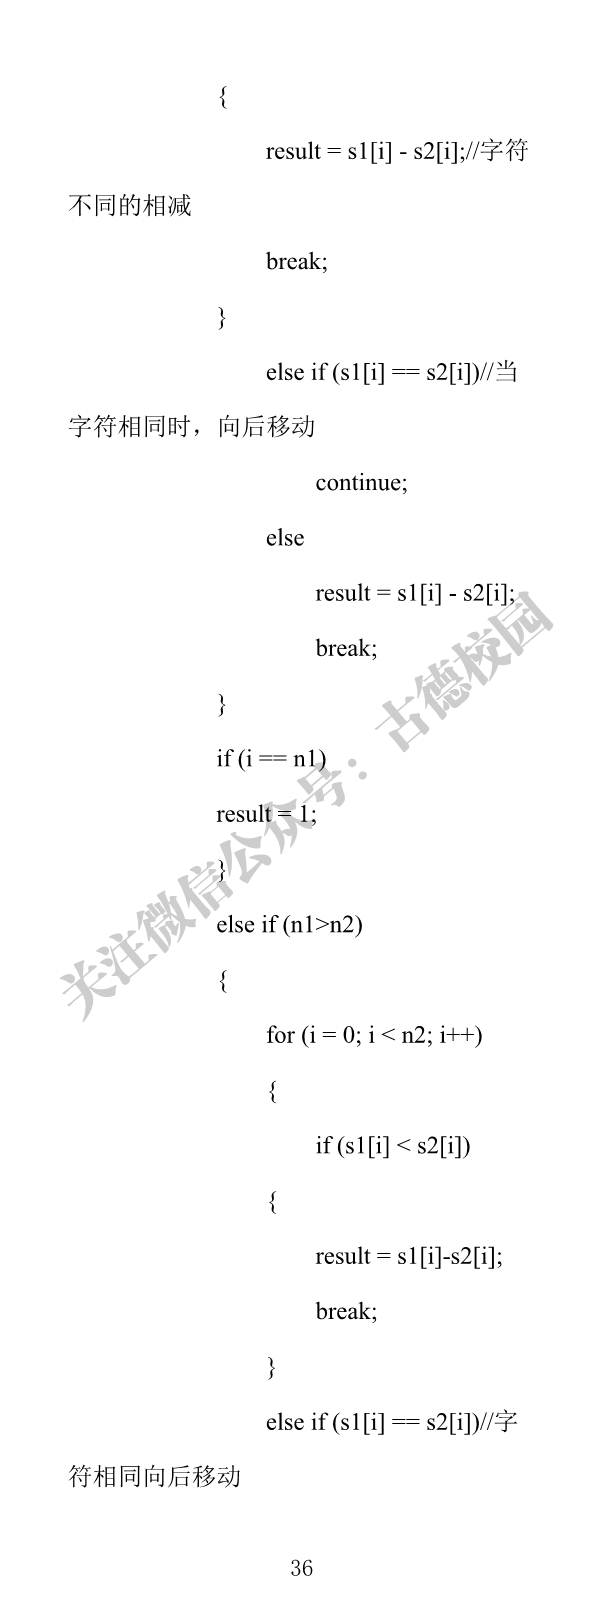 {
result = s1[i] - s2[i];//字符
不同的相减
break;
}
else if (s1[i] == s2[i])//当
字符相同时，向后移动
continue;
else
result = s1[i] - s2[i];
break;
}
if (i == n1)
result = 1;
}
else if (n1>n2)
{
for (i = 0; i < n2; i++)
{
if (s1[i] < s2[i])
{
result = s1[i]-s2[i];
break;
}
else if (s1[i] == s2[i])//字
符相同向后移动
36
关注微信公众号：古德校园